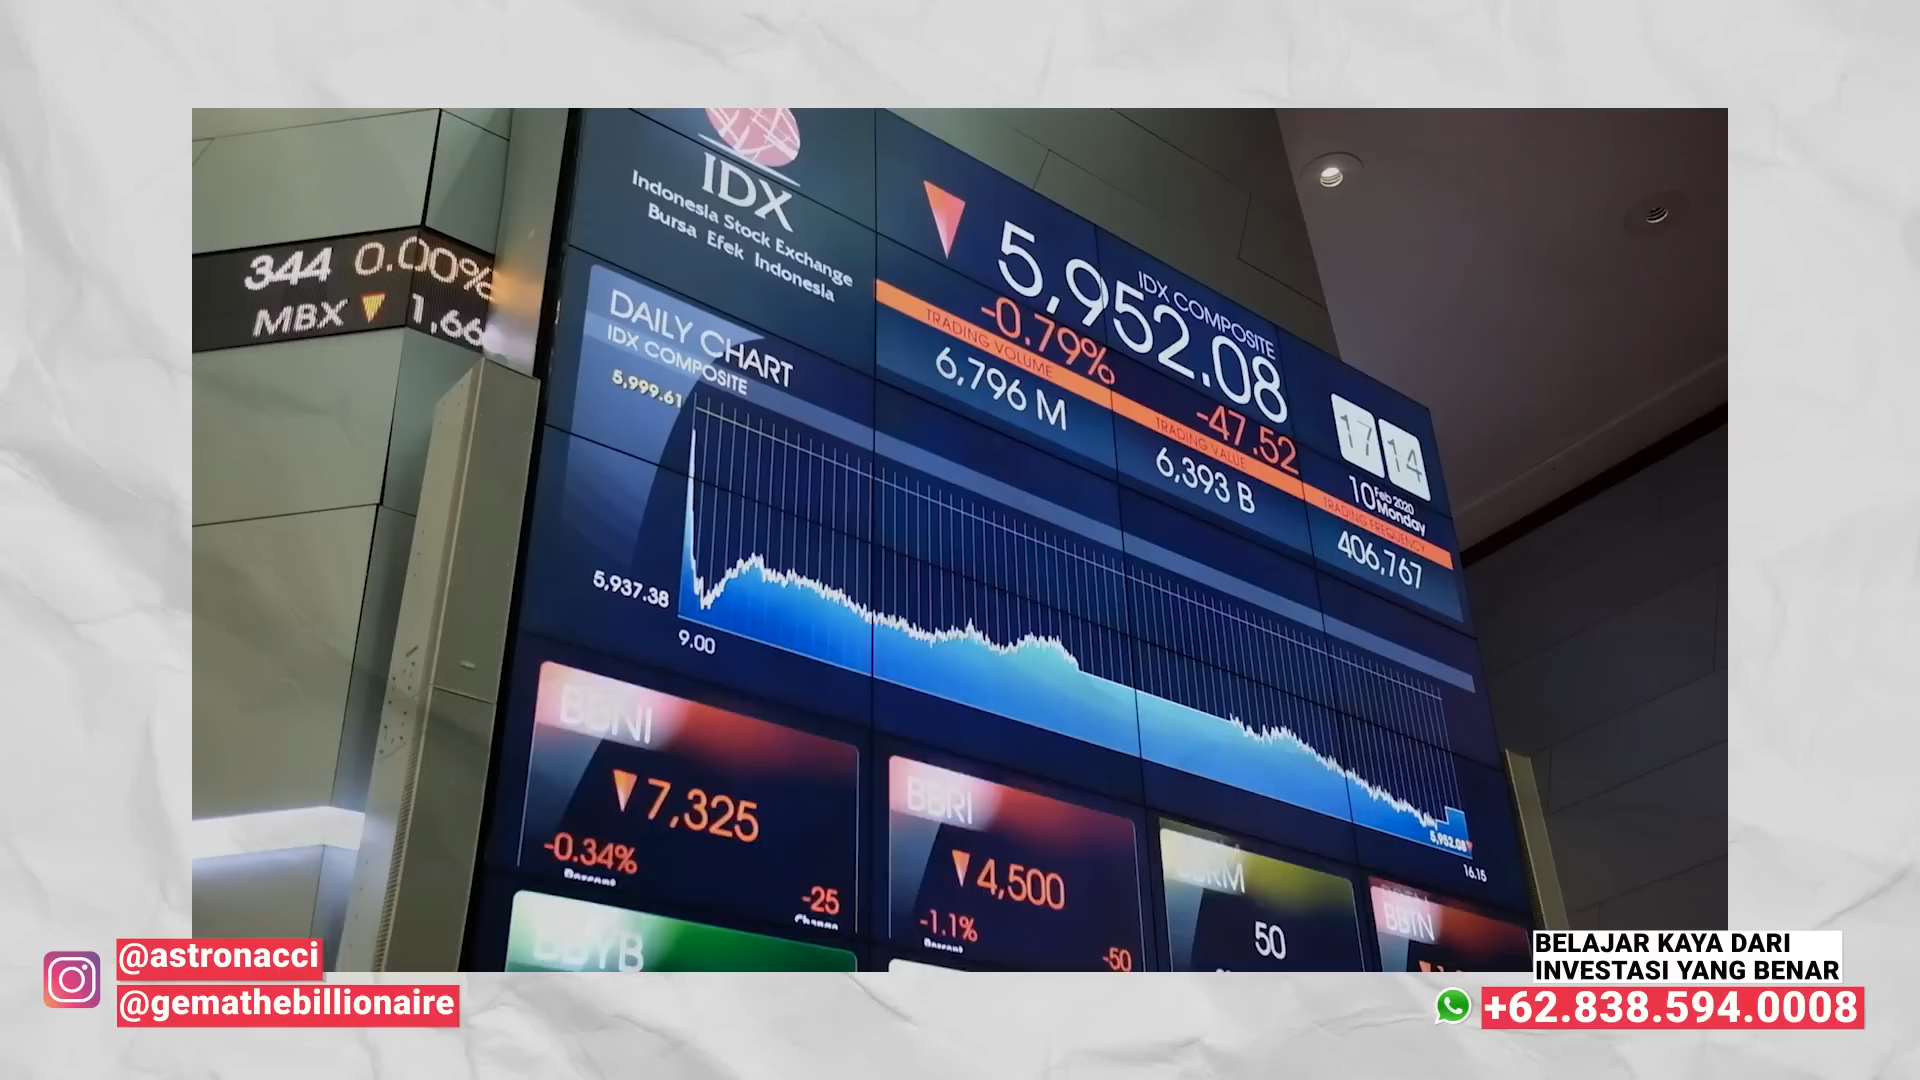 IDX
Indonesia Stock Exchange
Bursa Efek Indonesia
344 0.00%
MBX 1,66
IDX COMPOSITE
5,952.08
-0.79%
-47.52
TRADING VOLUME
6,796 M
TRADING VALUE
6,393 B
17 14
10 Feb 2020
Monday
TRADING FREQUENCY
406,767
DAILY CHART
IDX COMPOSITE
5,999.61
5,937.38
9.00
5,952.08
16.15
BBNI
7,325
-0.34%
Percent
-25
Change
BBRI
4,500
-1.1%
Percent
-50
50
BBTN
BBYB
@astronacci
@gemathebillionaire
BELAJAR KAYA DARI
INVESTASI YANG BENAR
+62.838.594.0008